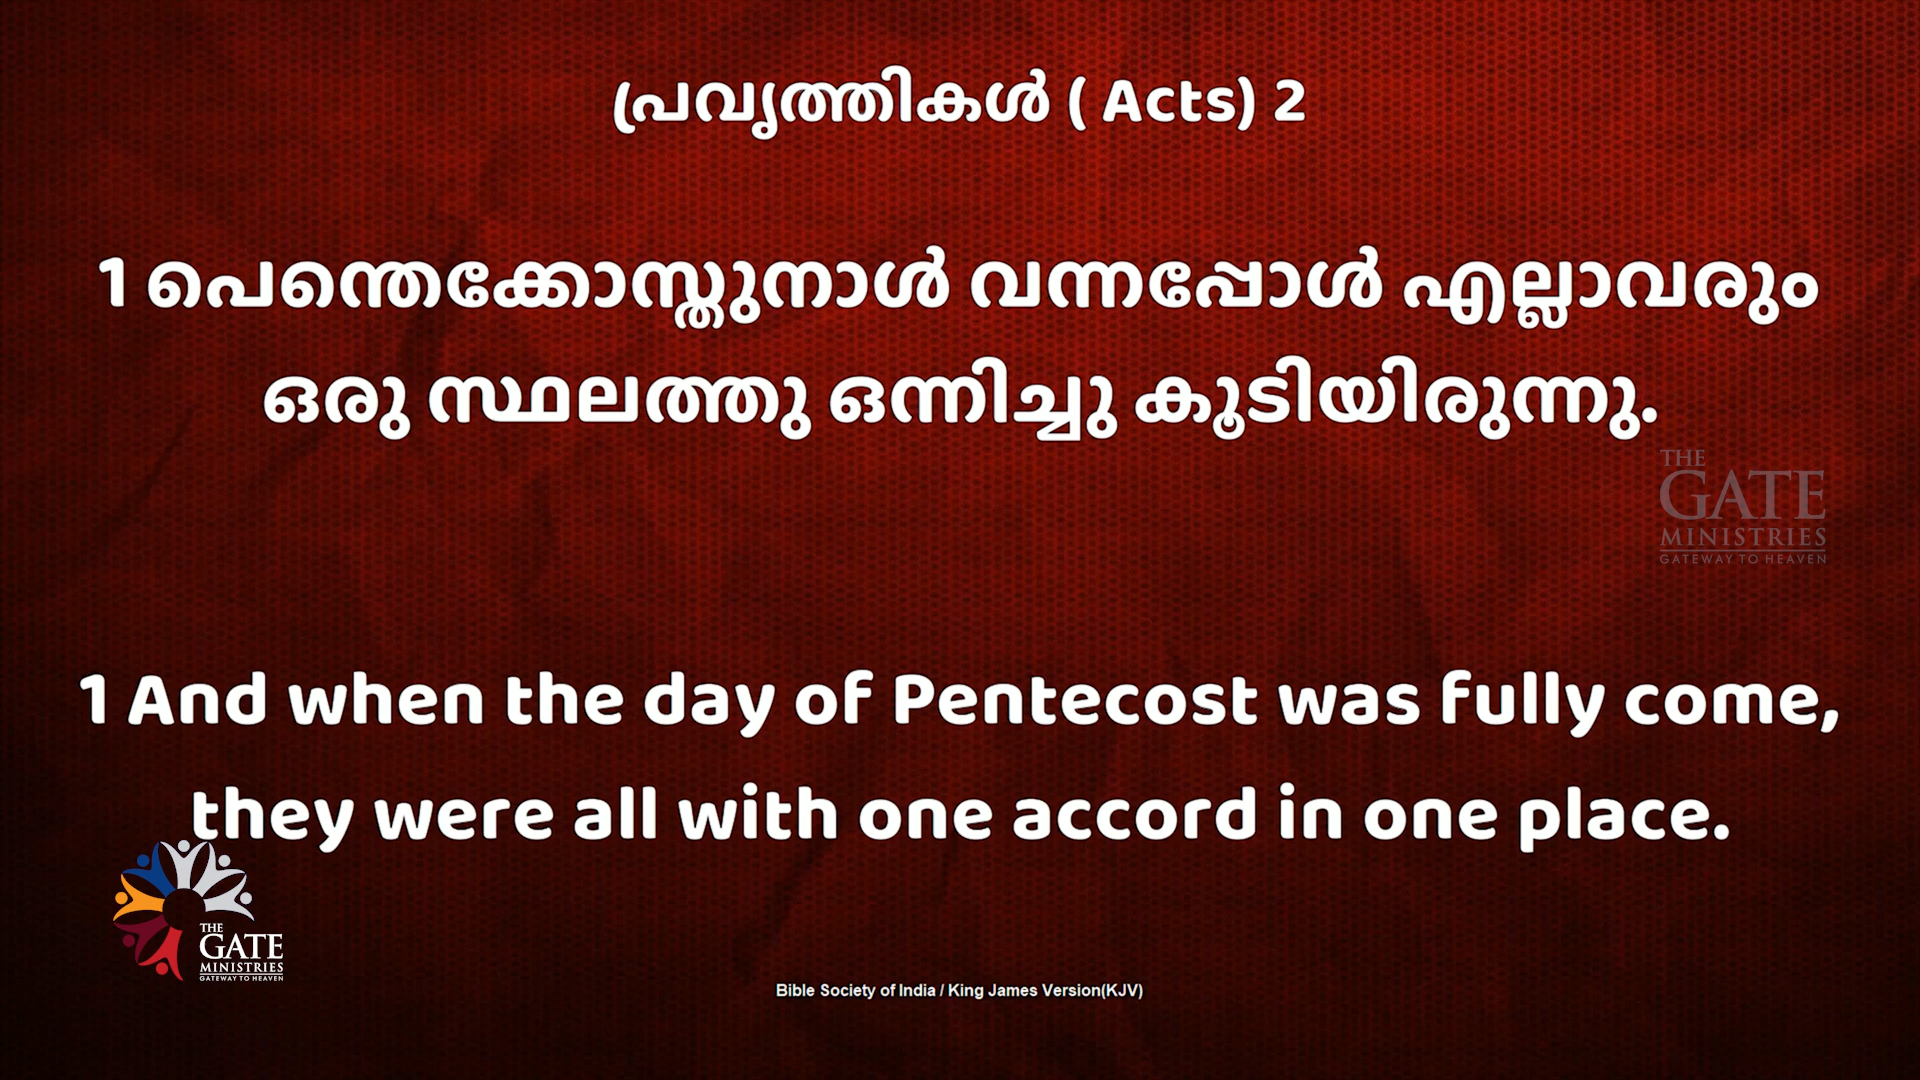 പ്രവൃത്തികൾ ( Acts) 2
1 പെന്തെക്കോസ്തുനാൾ വന്നപ്പോൾ എല്ലാവരും
ഒരു സ്ഥലത്തു ഒന്നിച്ചു കൂടിയിരുന്നു.
THE
GATE
MINISTRIES
GATEWAY TO HEAVEN
1 And when the day of Pentecost was fully come,
they were all with one accord in one place.
THE
GATE
MINISTRIES
GATEWAY TO HEAVEN
Bible Society of India / King James Version(KJV)